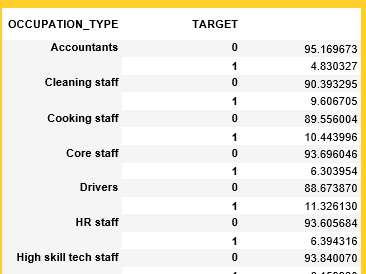 OCCUPATION_TYPE TARGET
Accountants 0 95.169673
1 4.830327
Cleaning staff 0 90.393295
1 9.606705
Cooking staff 0 89.556004
1 10.443996
Core staff 0 93.696046
1 6.303954
Drivers 0 88.673870
1 11.326130
HR staff 0 93.605684
1 6.394316
High skill tech staff 0 93.840070